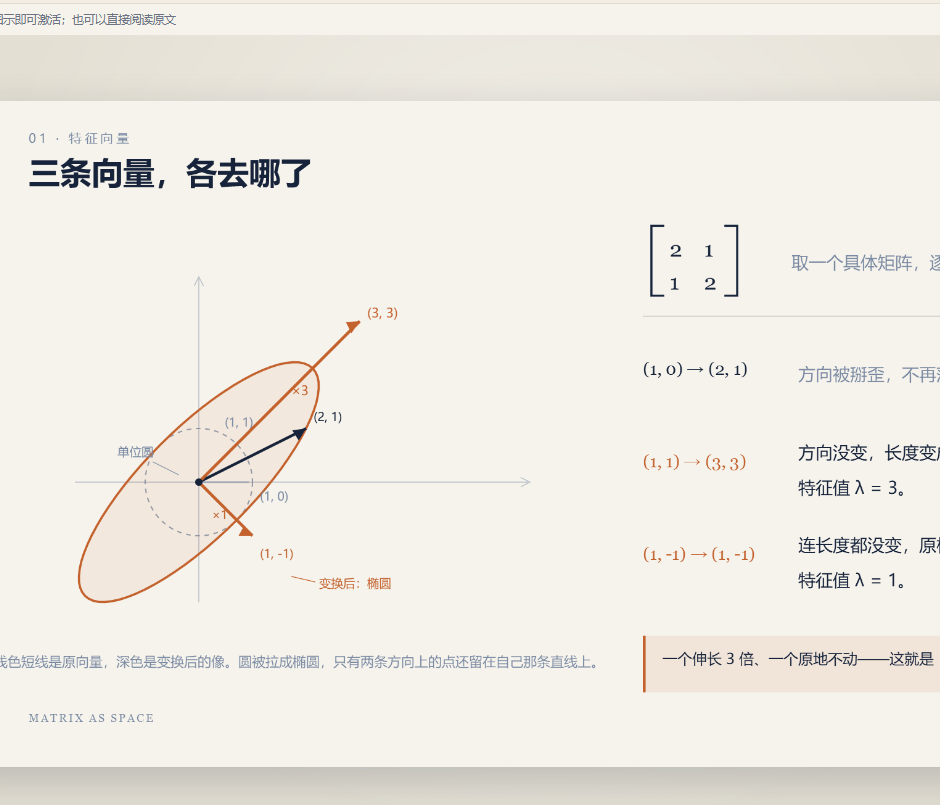 图示即可激活；也可以直接阅读原文
01 · 特征向量
三条向量，各去哪了
2 1
1 2
取一个具体矩阵，逐
(3, 3)
×3
(1, 1)
(2, 1)
单位圆
(1, 0)
×1
(1, -1)
变换后：椭圆
(1, 0) → (2, 1)
方向被掰歪，不再
(1, 1) → (3, 3)
方向没变，长度变
特征值 λ = 3。
(1, -1) → (1, -1)
连长度都没变，原
特征值 λ = 1。
浅色短线是原向量，深色是变换后的像。圆被拉成椭圆，只有两条方向上的点还留在自己那条直线上。
一个伸长 3 倍、一个原地不动——这就是
MATRIX AS SPACE